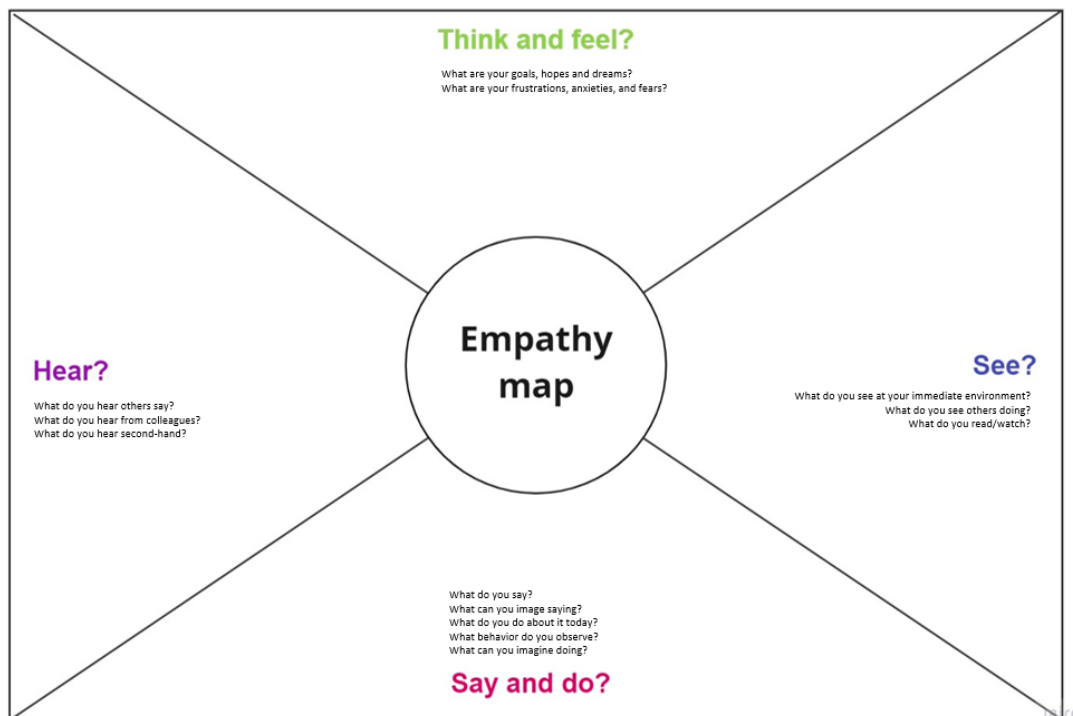 Think and feel?
What are your goals, hopes and dreams?
What are your frustrations, anxieties, and fears?
Empathy
map
Hear?
What do you hear others say?
What do you hear from colleagues?
What do you hear second-hand?
See?
What do you see at your immediate environment?
What do you see others doing?
What do you read/watch?
What do you say?
What can you image saying?
What do you do about it today?
What behavior do you observe?
What can you imagine doing?
Say and do?